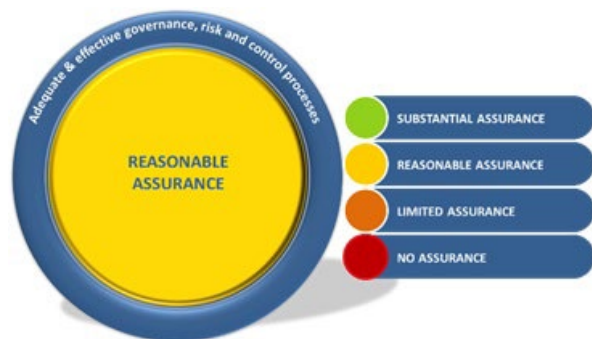 Adequate & effective governance, risk and control processes
REASONABLE
ASSURANCE
SUBSTANTIAL ASSURANCE
REASONABLE ASSURANCE
LIMITED ASSURANCE
NO ASSURANCE